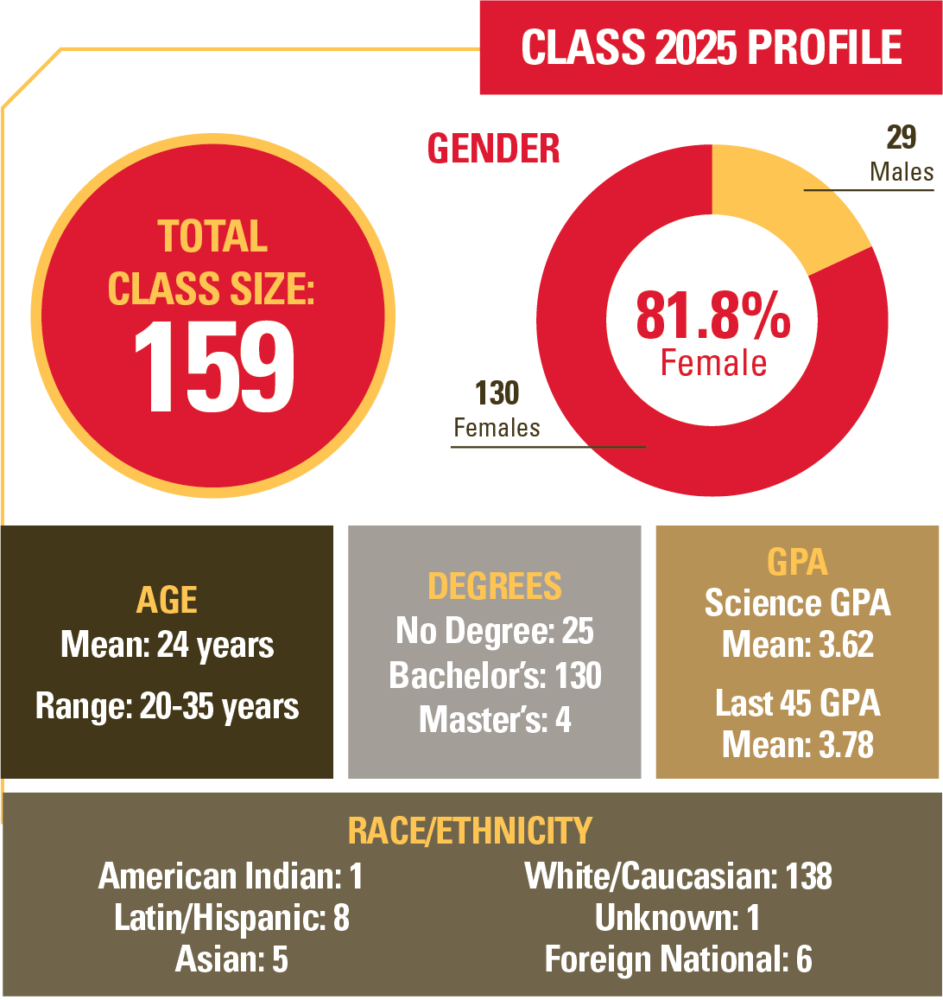 CLASS 2025 PROFILE
TOTAL
CLASS SIZE:
159
GENDER
29
Males
81.8%
Female
130
Females
AGE
Mean: 24 years
Range: 20-35 years
DEGREES
No Degree: 25
Bachelor’s: 130
Master’s: 4
GPA
Science GPA
Mean: 3.62
Last 45 GPA
Mean: 3.78
RACE/ETHNICITY
American Indian: 1
Latin/Hispanic: 8
Asian: 5
White/Caucasian: 138
Unknown: 1
Foreign National: 6